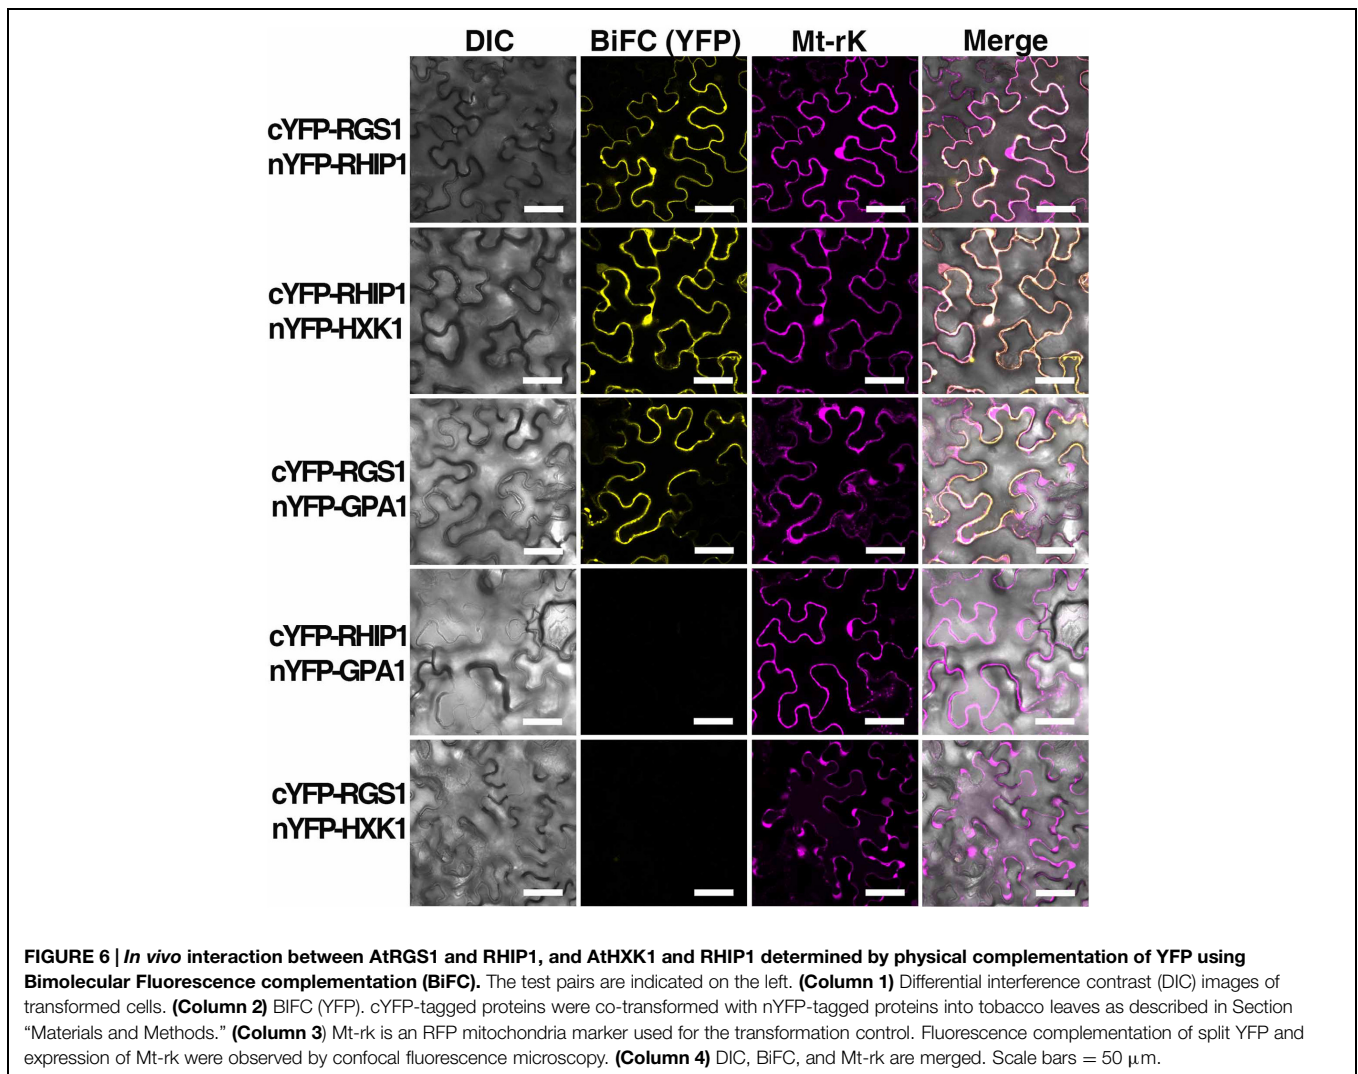 DIC BiFC (YFP) Mt-rK Merge
cYFP-RGS1
nYFP-RHIP1
cYFP-RHIP1
nYFP-HXK1
cYFP-RGS1
nYFP-GPA1
cYFP-RHIP1
nYFP-GPA1
cYFP-RGS1
nYFP-HXK1
FIGURE 6 | In vivo interaction between AtRGS1 and RHIP1, and AtHXK1 and RHIP1 determined by physical complementation of YFP using
Bimolecular Fluorescence complementation (BiFC). The test pairs are indicated on the left. (Column 1) Differential interference contrast (DIC) images of
transformed cells. (Column 2) BIFC (YFP). cYFP-tagged proteins were co-transformed with nYFP-tagged proteins into tobacco leaves as described in Section
“Materials and Methods.” (Column 3) Mt-rk is an RFP mitochondria marker used for the transformation control. Fluorescence complementation of split YFP and
expression of Mt-rk were observed by confocal fluorescence microscopy. (Column 4) DIC, BiFC, and Mt-rk are merged. Scale bars = 50 μm.